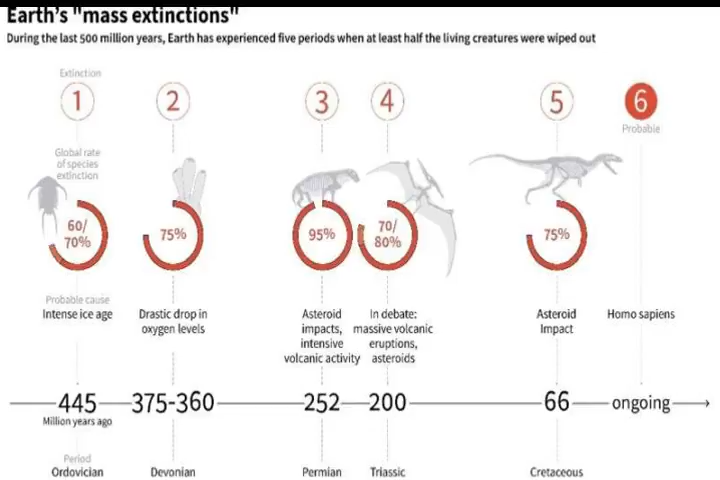 Earth's "mass extinctions"
During the last 500 million years, Earth has experienced five periods when at least half the living creatures were wiped out
Extinction
1 2 3 4 5 6
Probable
Global rate
of species
extinction
60/
70%
75%
95%
70/
80%
75%
Probable cause
Intense ice age
Drastic drop in
oxygen levels
Asteroid
impacts,
intensive
volcanic activity
In debate:
massive volcanic
eruptions,
asteroids
Asteroid
Impact
Homo sapiens
445 375-360 252 200 66 ongoing
Million years ago
Period
Ordovician Devonian Permian Triassic Cretaceous